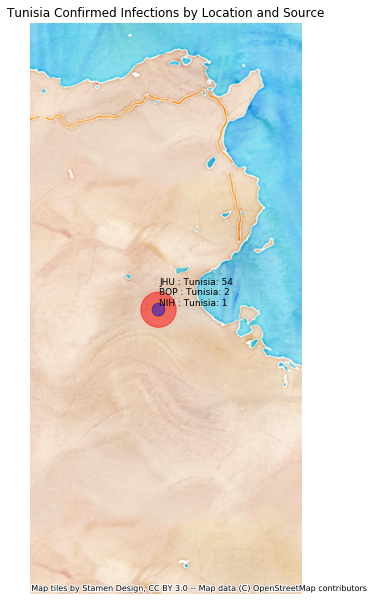 Tunisia Confirmed Infections by Location and Source
JHU : Tunisia: 54
BOP : Tunisia: 2
NIH : Tunisia: 1
Map tiles by Stamen Design, CC BY 3.0 -- Map data (C) OpenStreetMap contributors